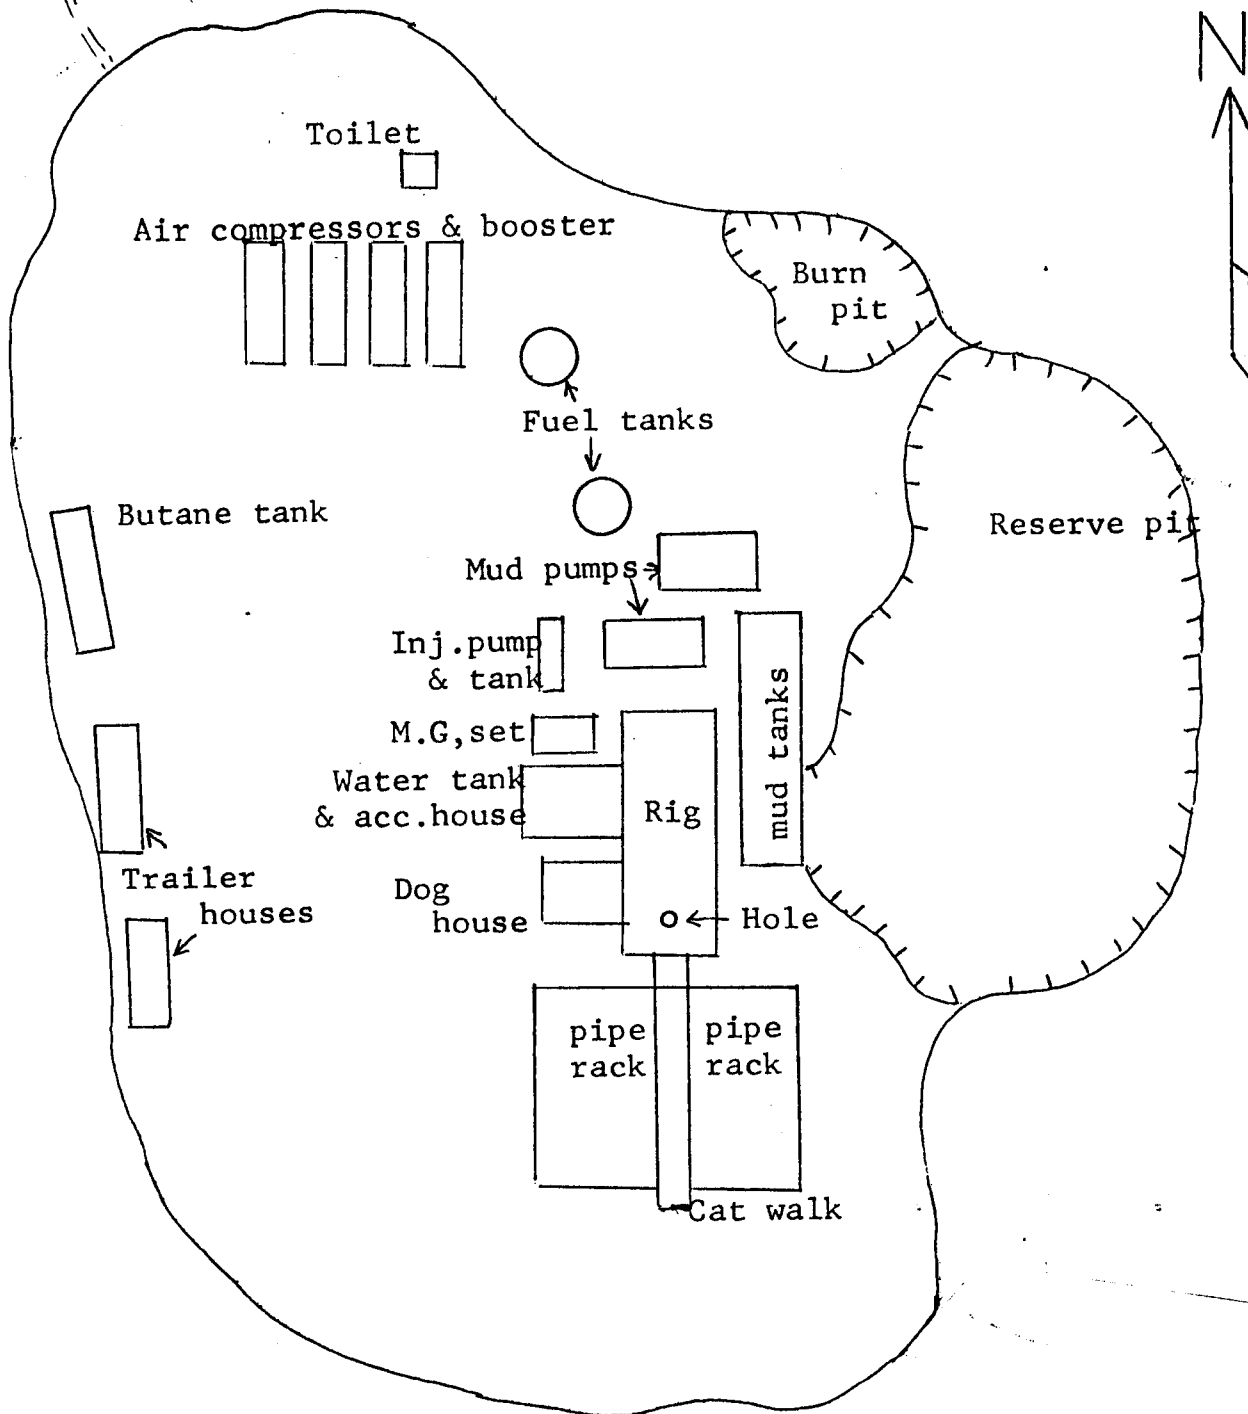 N
Toilet
Air compressors & booster
Burn
pit
Fuel tanks
Butane tank
Reserve pit
Mud pumps
Inj.pump
& tank
M.G,set
mud tanks
Water tank
& acc.house
Rig
Trailer
houses
Dog
house
Hole
pipe
rack
pipe
rack
Cat walk